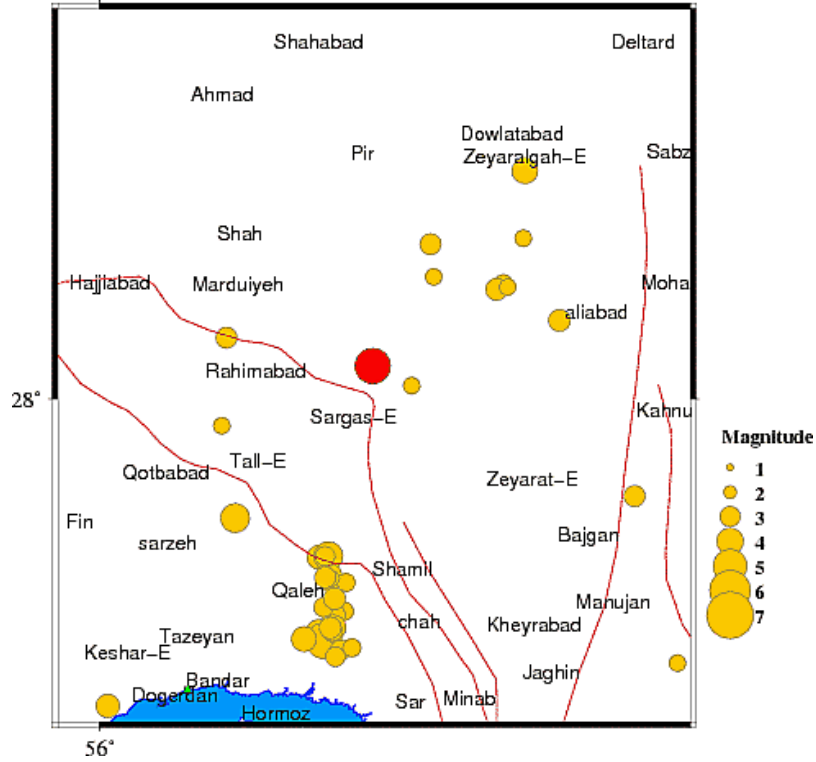 Shahabad
Deltard
Ahmad
Dowlatabad
Pir
Zeyaralgah-E
Sabz
Shah
Hajjiabad
Marduiyeh
Moha
aliabad
Rahimabad
28°
Sargas-E
Kahnu
Magnitude
Tall-E
1
Qotbabad
Zeyarat-E
2
Fin
3
sarzeh
Bajgan
4
Shamil
5
Qaleh
6
Manujan
7
chah
Kheyrabad
Tazeyan
Keshar-E
Jaghin
Bandar
Dogerdan
Sar
Minab
Hormoz
56°